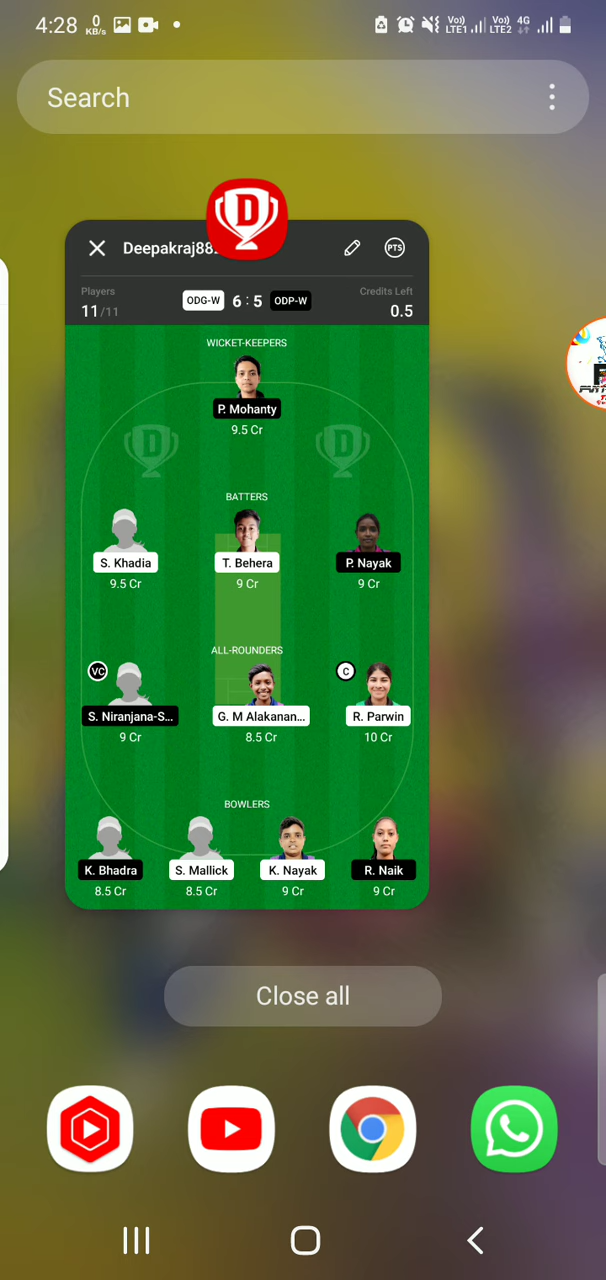 4:28 0 KB/s Vo) LTE1 Vo) LTE2 4G
Search
D
Deepakraj88
PTS
Players
11/11
ODG-W 6 : 5 ODP-W
Credits Left
0.5
WICKET-KEEPERS
P. Mohanty
9.5 Cr
D D
BATTERS
S. Khadia T. Behera P. Nayak
9.5 Cr 9 Cr 9 Cr
ALL-ROUNDERS
VC C
S. Niranjana-S... G. M Alakanan... R. Parwin
9 Cr 8.5 Cr 10 Cr
BOWLERS
K. Bhadra S. Mallick K. Nayak R. Naik
8.5 Cr 8.5 Cr 9 Cr 9 Cr
Close all